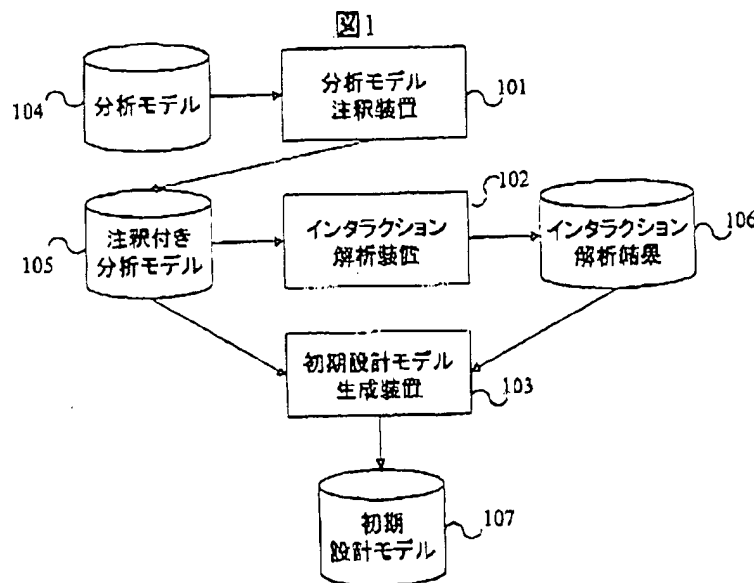 図1
分析モデル
104
分析モデル
注釈装置
101
注釈付き
分析モデル
105
インタラクション
解析装置
102
インタラクション
解析結果
106
初期設計モデル
生成装置
103
初期
設計モデル
107